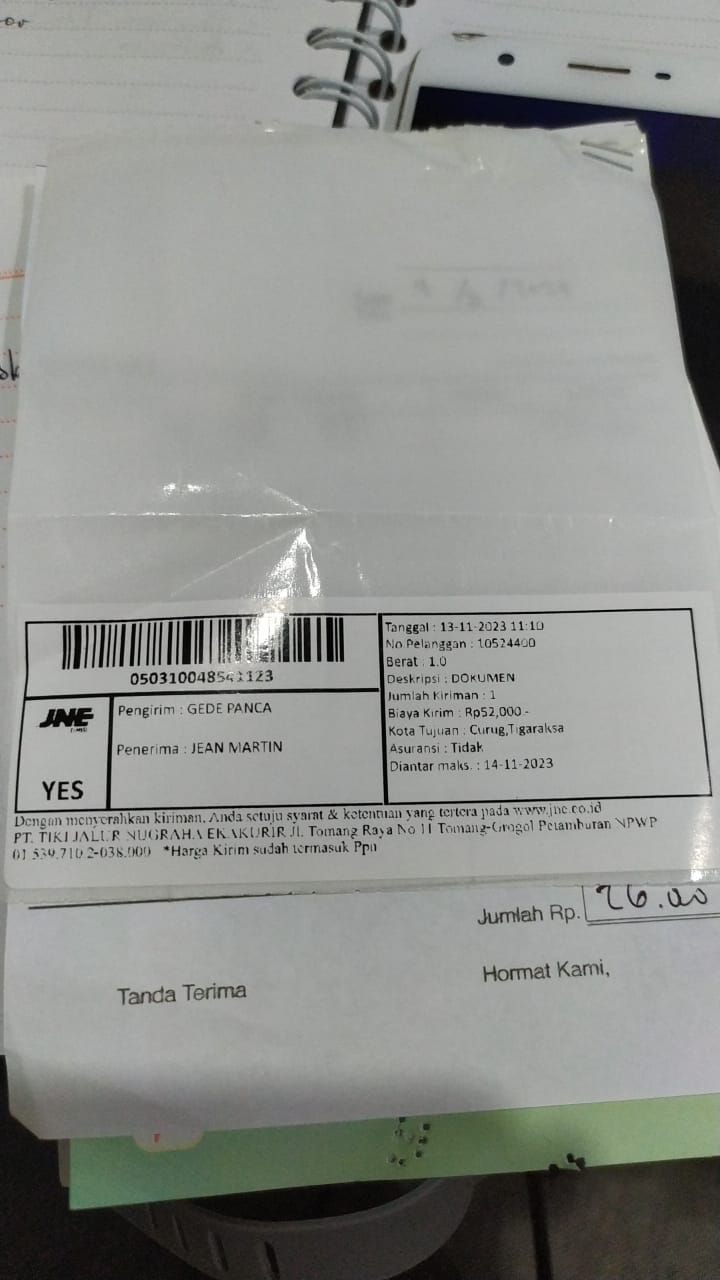 Tanggal : 13-11-2023 11:10
No Pelanggan : 10524400
Berat : 1.0
Deskripsi : DOKUMEN
Jumlah Kiriman : 1
Biaya Kirim : Rp52,000.-
Kota Tujuan : Curug,Tigaraksa
Asuransi : Tidak
Diantar maks. : 14-11-2023
JNE
YES
Pengirim : GEDE PANCA
Penerima : JEAN MARTIN
Dengan menyerahkan kiriman, Anda setuju syarat & ketentuan yang tertera pada www.jne.co.id
PT. TIKI JALUR NUGRAHA EKAKURIR Jl. Tomang Raya No 11 Tomang-Grogol Petamburan NPWP
01.539.710.2-038.000 *Harga Kirim sudah termasuk Ppn
Jumlah Rp.
Tanda Terima
Hormat Kami,